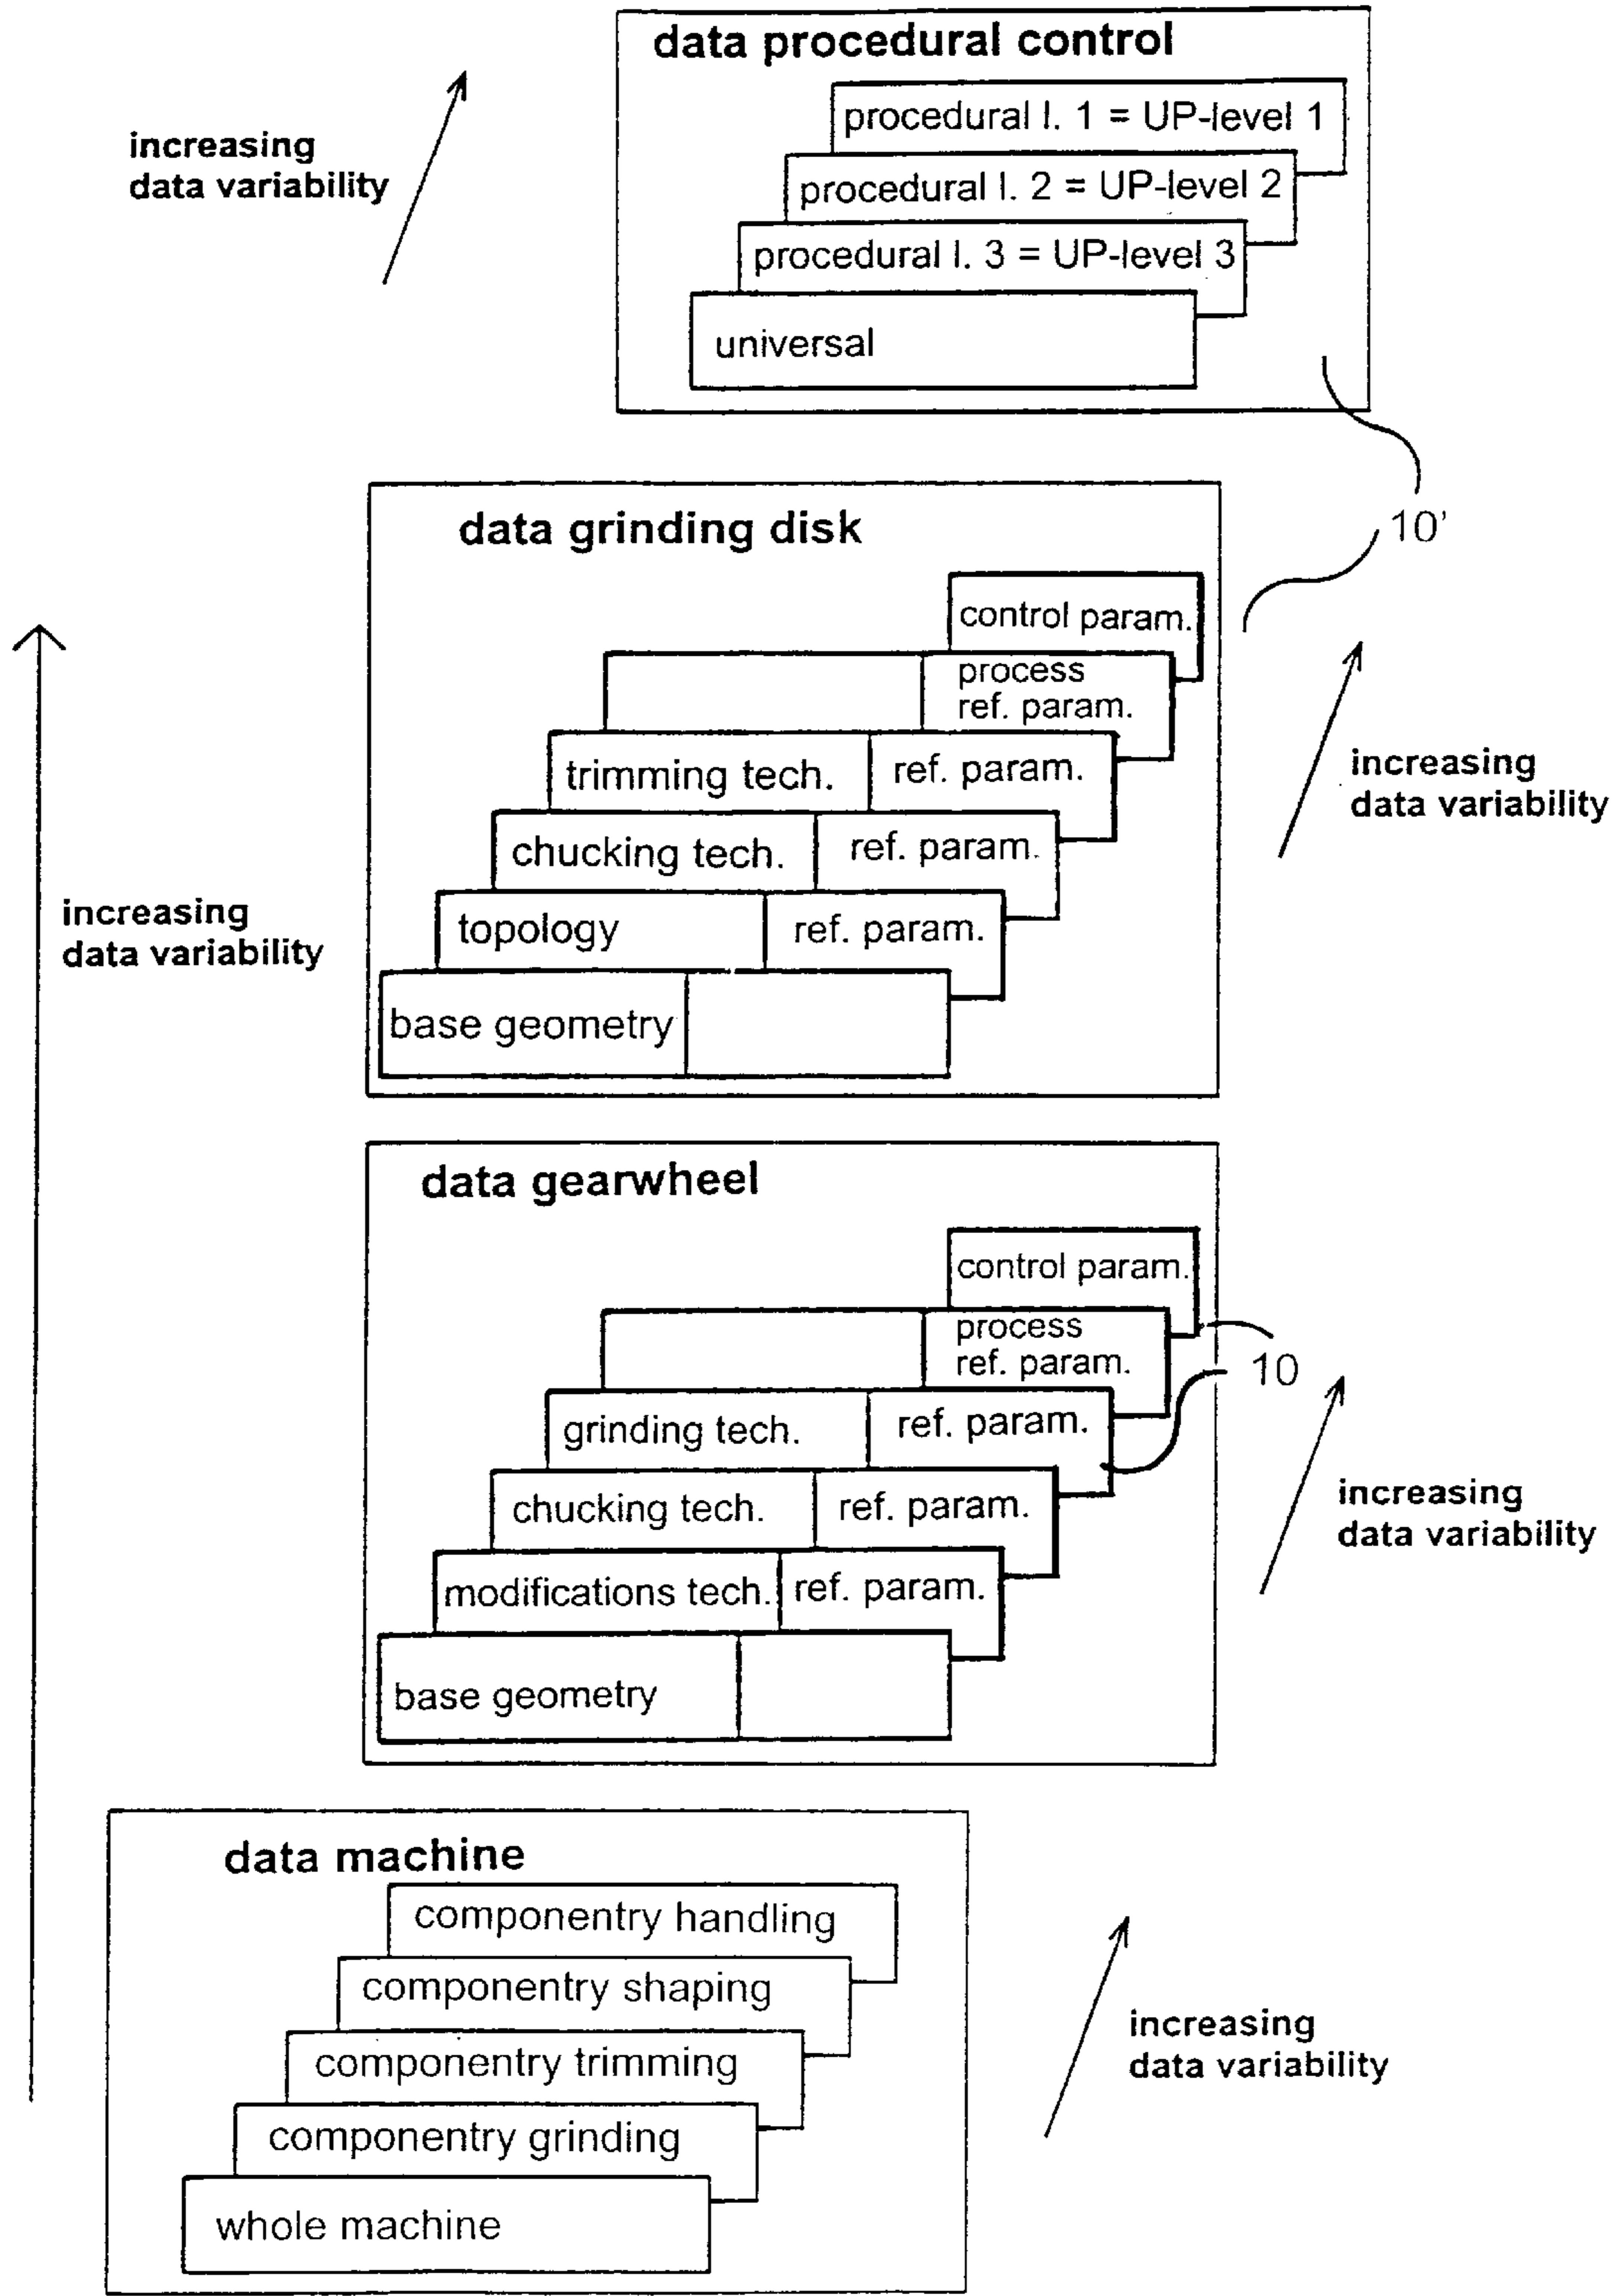 data procedural control
procedural l. 1 = UP-level 1
increasing
data variability
procedural l. 2 = UP-level 2
procedural l. 3 = UP-level 3
universal
data grinding disk
10'
control param.
process
ref. param.
trimming tech.
ref. param.
increasing
data variability
chucking tech.
ref. param.
increasing
data variability
topology
ref. param.
base geometry
data gearwheel
control param.
process
ref. param.
10
grinding tech.
ref. param.
chucking tech.
ref. param.
increasing
data variability
modifications tech.
ref. param.
base geometry
data machine
componentry handling
componentry shaping
componentry trimming
increasing
data variability
componentry grinding
whole machine